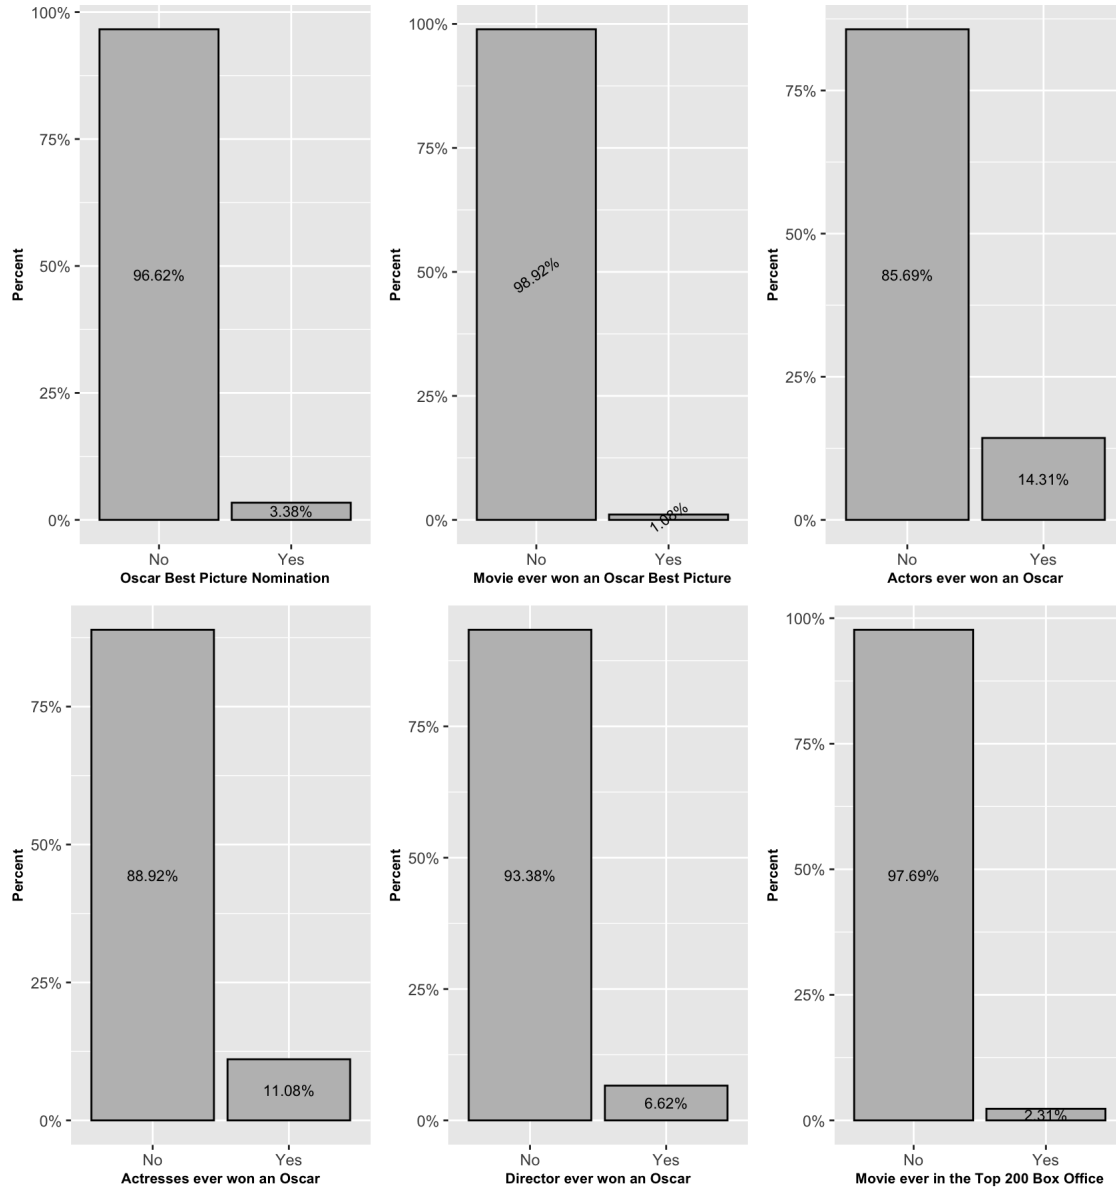 100%
75%
50%
25%
0%
Percent
96.62%
3.38%
No Yes
Oscar Best Picture Nomination
100%
75%
50%
25%
0%
Percent
98.92%
1.08%
No Yes
Movie ever won an Oscar Best Picture
75%
50%
25%
0%
Percent
85.69%
14.31%
No Yes
Actors ever won an Oscar
75%
50%
25%
0%
Percent
88.92%
11.08%
No Yes
Actresses ever won an Oscar
75%
50%
25%
0%
Percent
93.38%
6.62%
No Yes
Director ever won an Oscar
100%
75%
50%
25%
0%
Percent
97.69%
2.31%
No Yes
Movie ever in the Top 200 Box Office